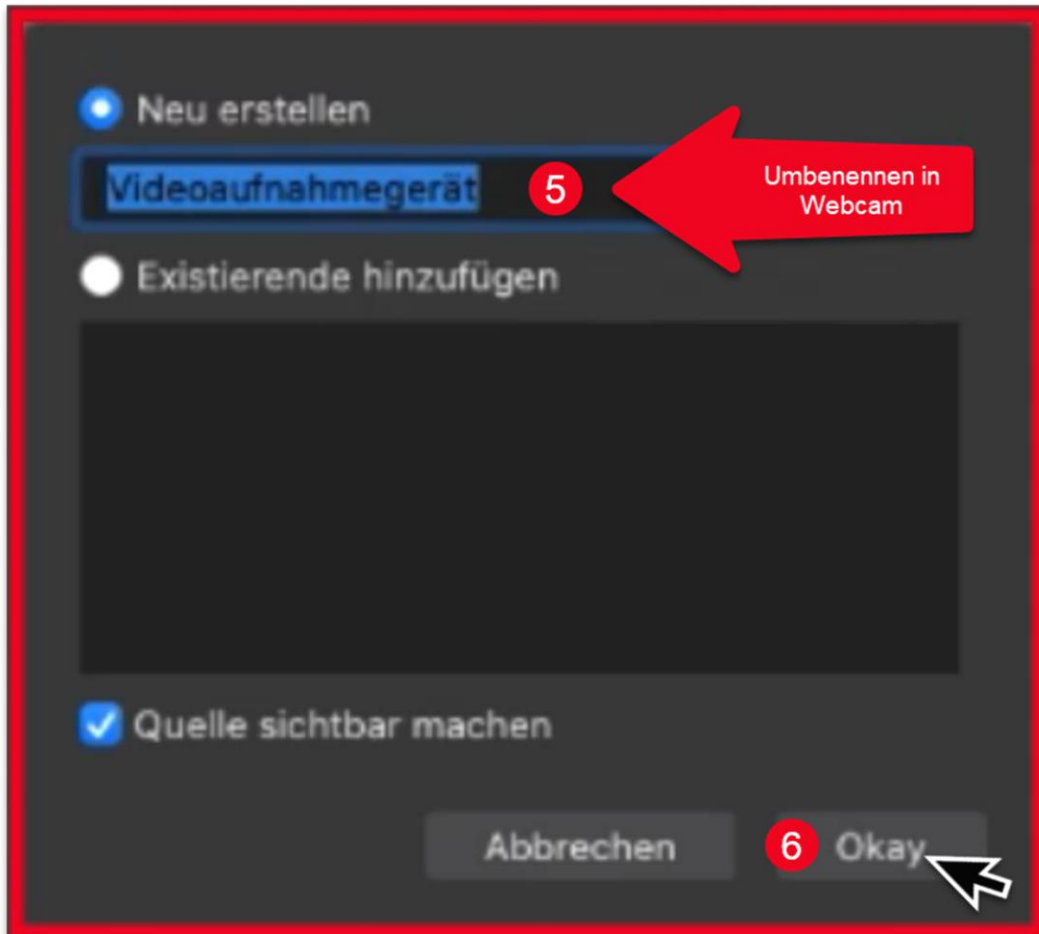 Neu erstellen
Videoaufnahmegerät 5
Umbenennen in
Webcam
Existierende hinzufügen
Quelle sichtbar machen
Abbrechen
6 Okay